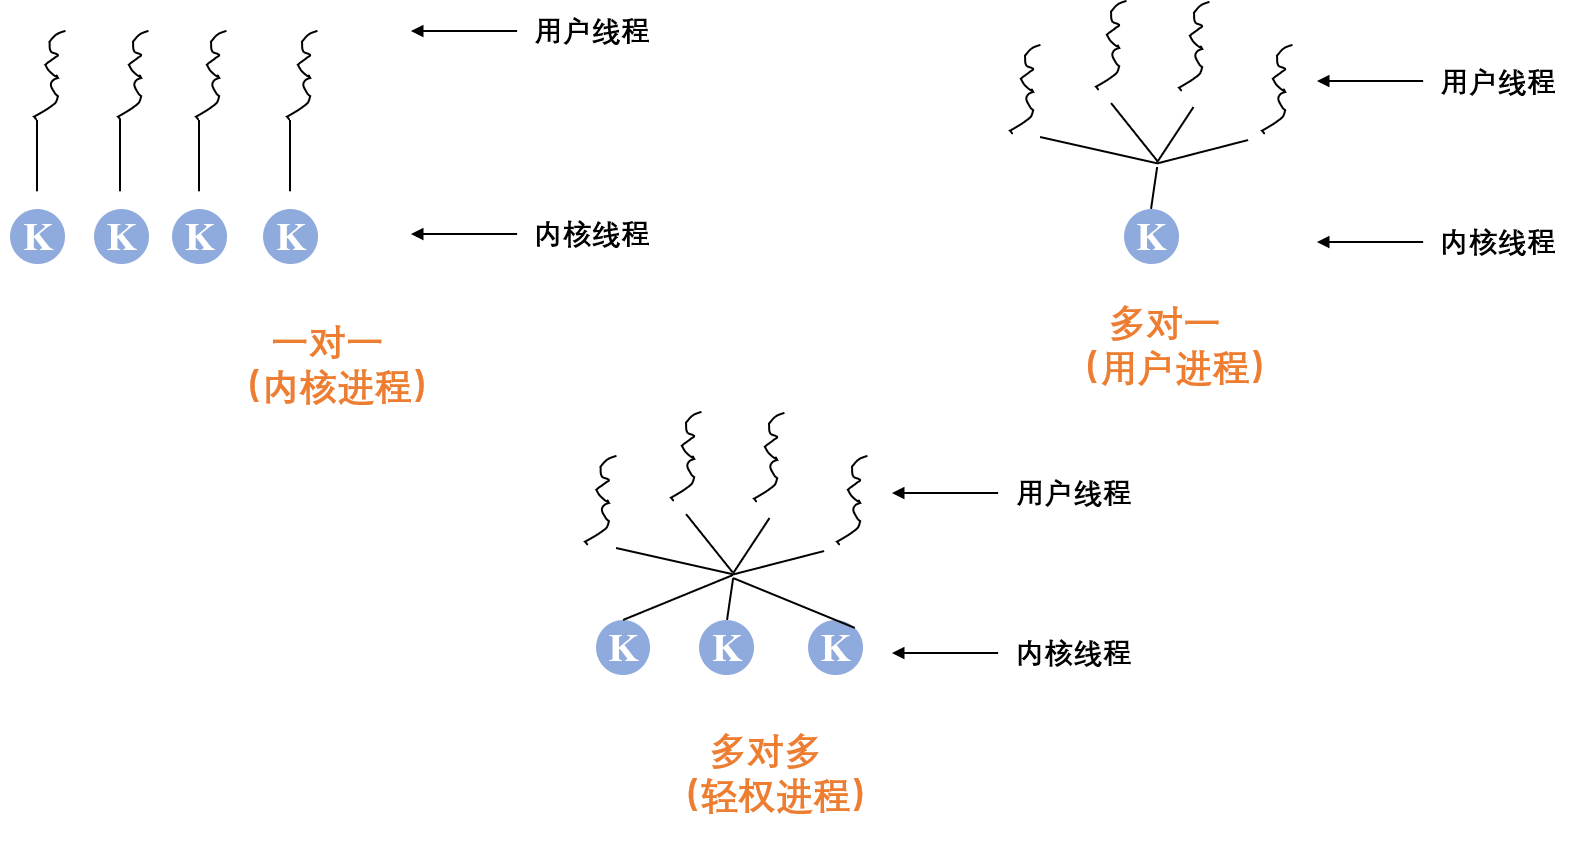 用户线程
K K K K
内核线程
一对一
(内核进程)
用户线程
K
内核线程
多对一
(用户进程)
用户线程
K K K
内核线程
多对多
(轻权进程)